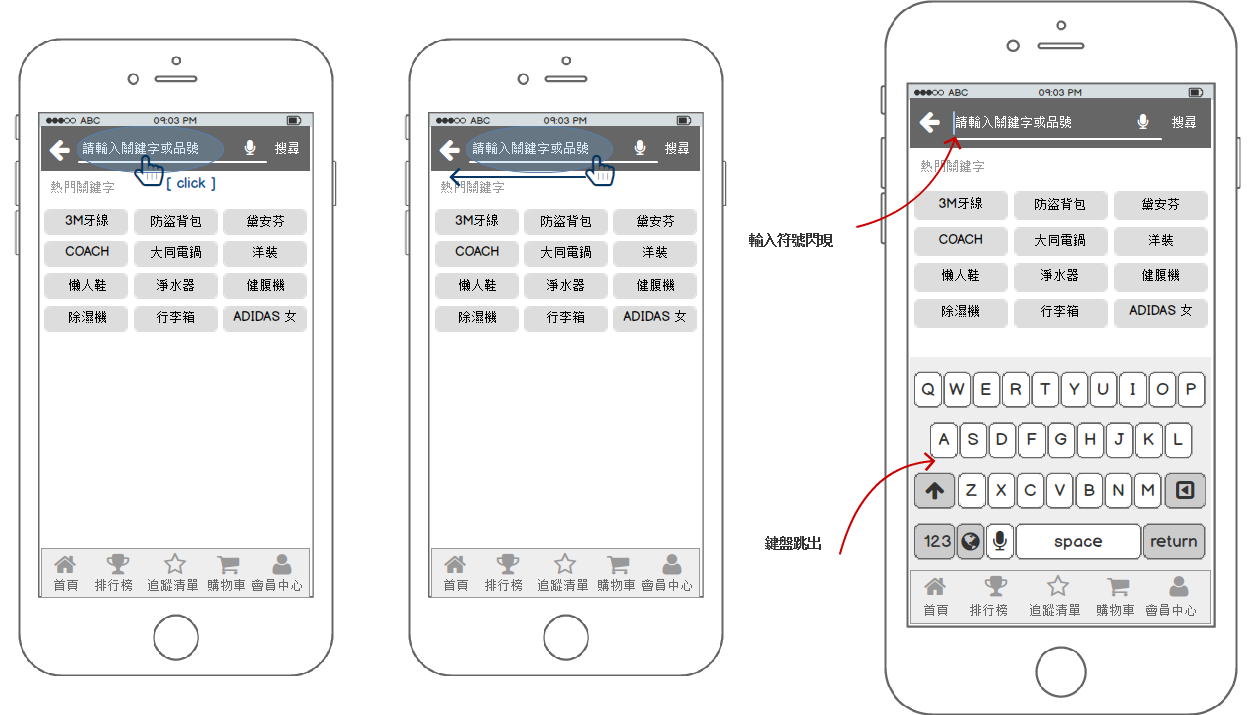 ABC 09:03 PM
請輸入關鍵字或品號 搜尋
[ click ]
熱門關鍵字
3M牙線 防盜背包 黛安芬
COACH 大同電鍋 洋裝
懶人鞋 淨水器 健腹機
除濕機 行李箱 ADIDAS 女
首頁 排行榜 追蹤清單 購物車 會員中心
ABC 09:03 PM
請輸入關鍵字或品號 搜尋
熱門關鍵字
3M牙線 防盜背包 黛安芬
COACH 大同電鍋 洋裝
懶人鞋 淨水器 健腹機
除濕機 行李箱 ADIDAS 女
首頁 排行榜 追蹤清單 購物車 會員中心
ABC 09:03 PM
請輸入關鍵字或品號 搜尋
熱門關鍵字
3M牙線 防盜背包 黛安芬
輸入符號閃現
COACH 大同電鍋 洋裝
懶人鞋 淨水器 健腹機
除濕機 行李箱 ADIDAS 女
Q W E R T Y U I O P
A S D F G H J K L
Z X C V B N M
鍵盤跳出
123 space return
首頁 排行榜 追蹤清單 購物車 會員中心